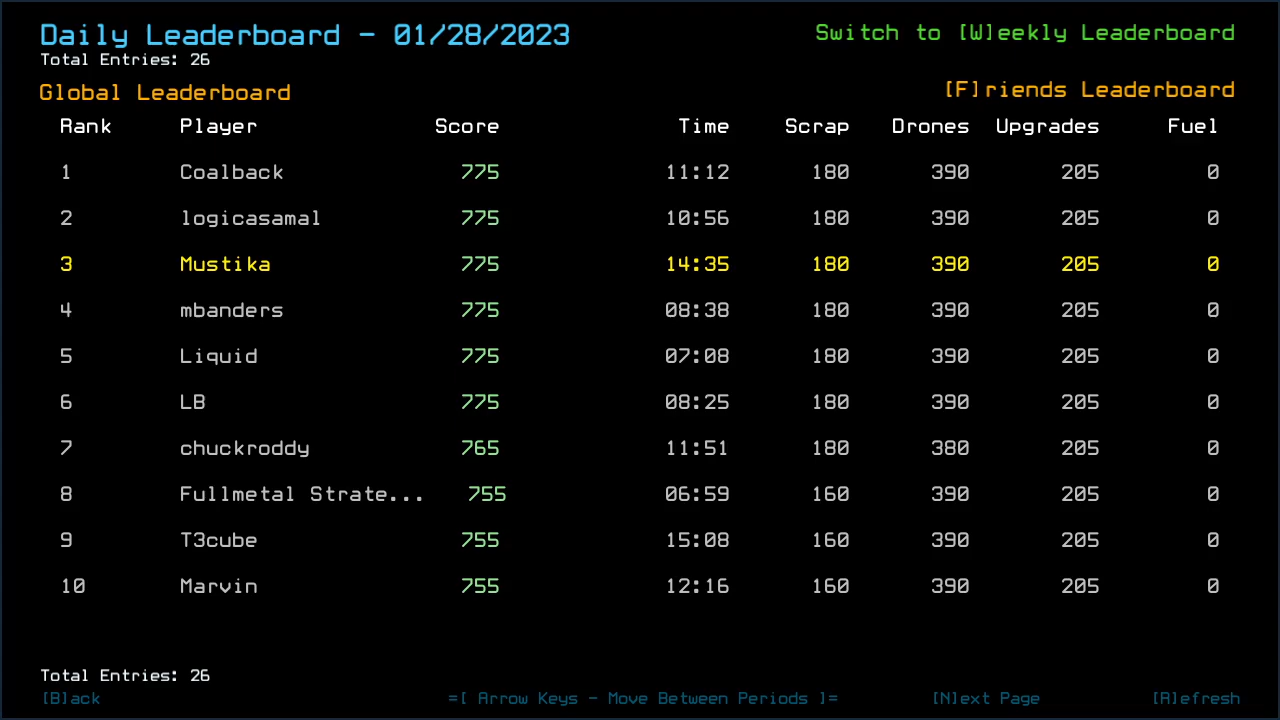 Daily Leaderboard - 01/28/2023 Switch to [W]eekly Leaderboard
Total Entries: 26
Global Leaderboard [F]riends Leaderboard
Rank Player Score Time Scrap Drones Upgrades Fuel
1 Coalback 775 11:12 180 390 205 0
2 logicasamal 775 10:56 180 390 205 0
3 Mustika 775 14:35 180 390 205 0
4 mbanders 775 08:38 180 390 205 0
5 Liquid 775 07:08 180 390 205 0
6 LB 775 08:25 180 390 205 0
7 chuckroddy 765 11:51 180 380 205 0
8 Fullmetal Strate... 755 06:59 160 390 205 0
9 T3cube 755 15:08 160 390 205 0
10 Marvin 755 12:16 160 390 205 0
Total Entries: 26
[B]ack =[ Arrow Keys - Move Between Periods ]= [N]ext Page [R]efresh